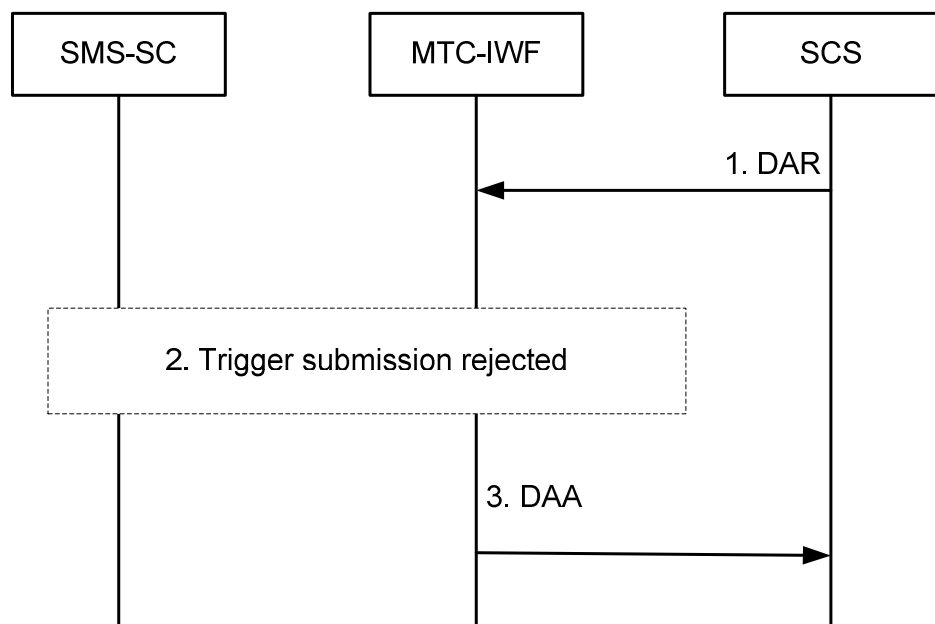 SMS-SC
MTC-IWF
SCS
1. DAR
2. Trigger submission rejected
3. DAA